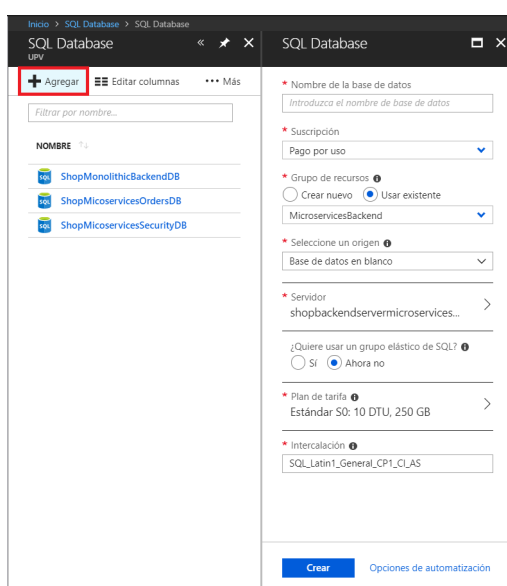 Inicio > SQL Database > SQL Database
SQL Database
UPV
Agregar
Editar columnas
Más
Filtrar por nombre...
NOMBRE
ShopMonolithicBackendDB
ShopMicoservicesOrdersDB
ShopMicoservicesSecurityDB
SQL Database
* Nombre de la base de datos
Introduzca el nombre de base de datos
* Suscripción
Pago por uso
* Grupo de recursos
Crear nuevo Usar existente
MicroservicesBackend
* Seleccione un origen
Base de datos en blanco
* Servidor
shopbackendservermicroservices...
¿Quiere usar un grupo elástico de SQL?
Sí Ahora no
* Plan de tarifa
Estándar S0: 10 DTU, 250 GB
* Intercalación
SQL_Latin1_General_CP1_CI_AS
Crear
Opciones de automatización